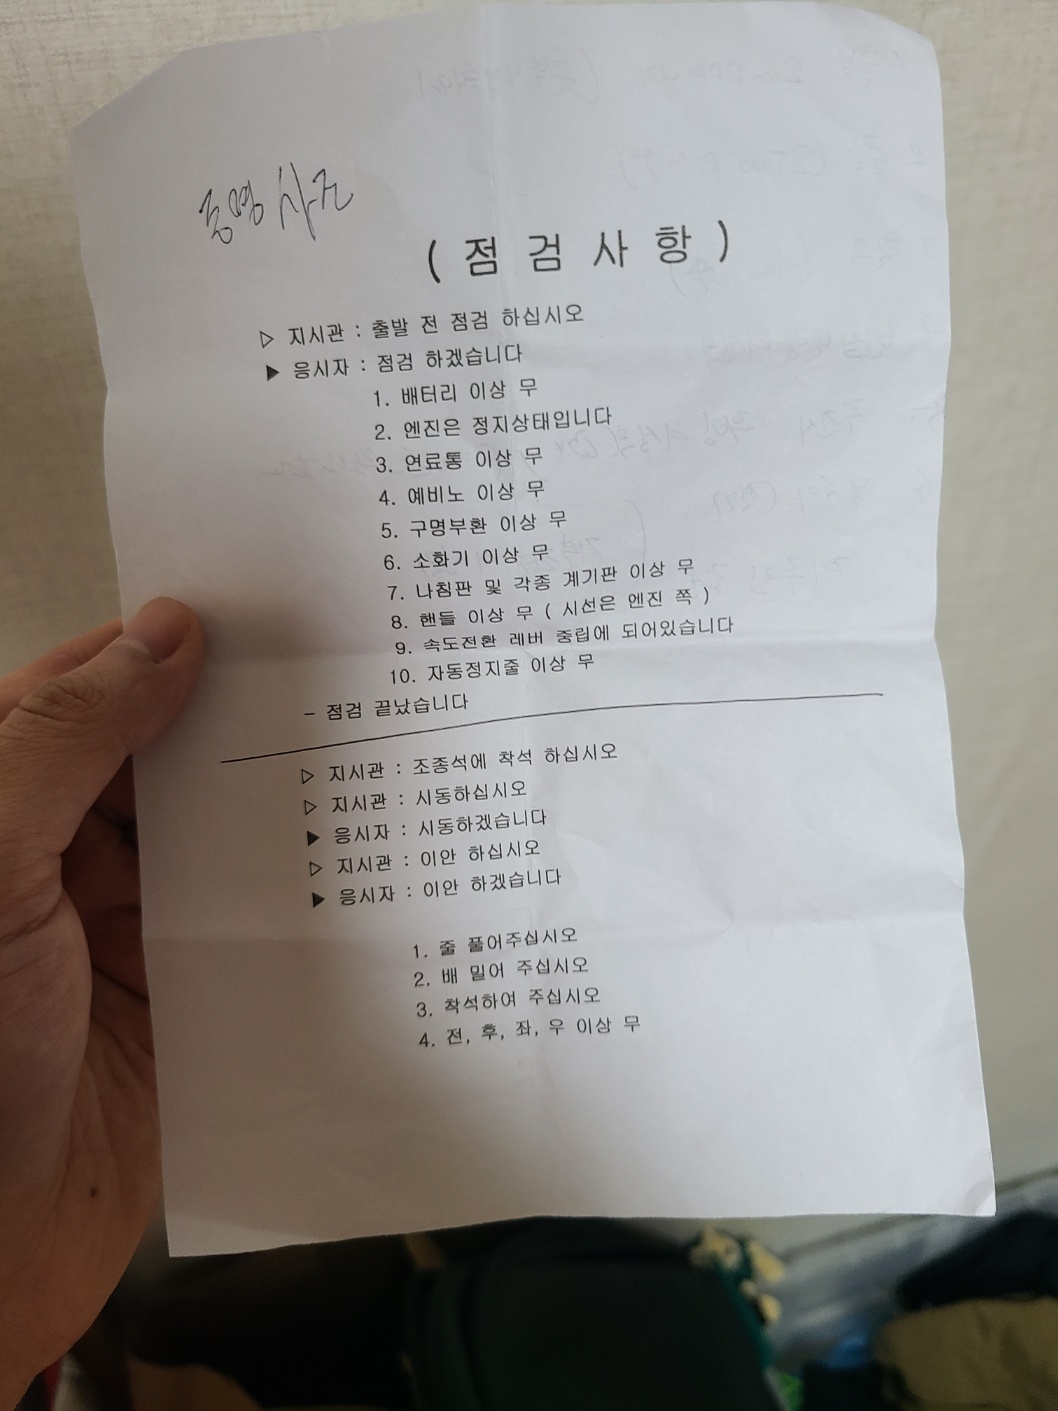 증명사진
( 점 검 사 항 )
▷ 지시관 : 출발 전 점검 하십시오
▶ 응시자 : 점검 하겠습니다
1. 배터리 이상 무
2. 엔진은 정지상태입니다
3. 연료통 이상 무
4. 예비노 이상 무
5. 구명부환 이상 무
6. 소화기 이상 무
7. 나침판 및 각종 계기판 이상 무
8. 핸들 이상 무 ( 시선은 엔진 쪽 )
9. 속도전환 레버 중립에 되어있습니다
10. 자동정지줄 이상 무
- 점검 끝났습니다
▷ 지시관 : 조종석에 착석 하십시오
▷ 지시관 : 시동하십시오
▶ 응시자 : 시동하겠습니다
▷ 지시관 : 이안 하십시오
▶ 응시자 : 이안 하겠습니다
1. 줄 풀어주십시오
2. 배 밀어 주십시오
3. 착석하여 주십시오
4. 전, 후, 좌, 우 이상 무